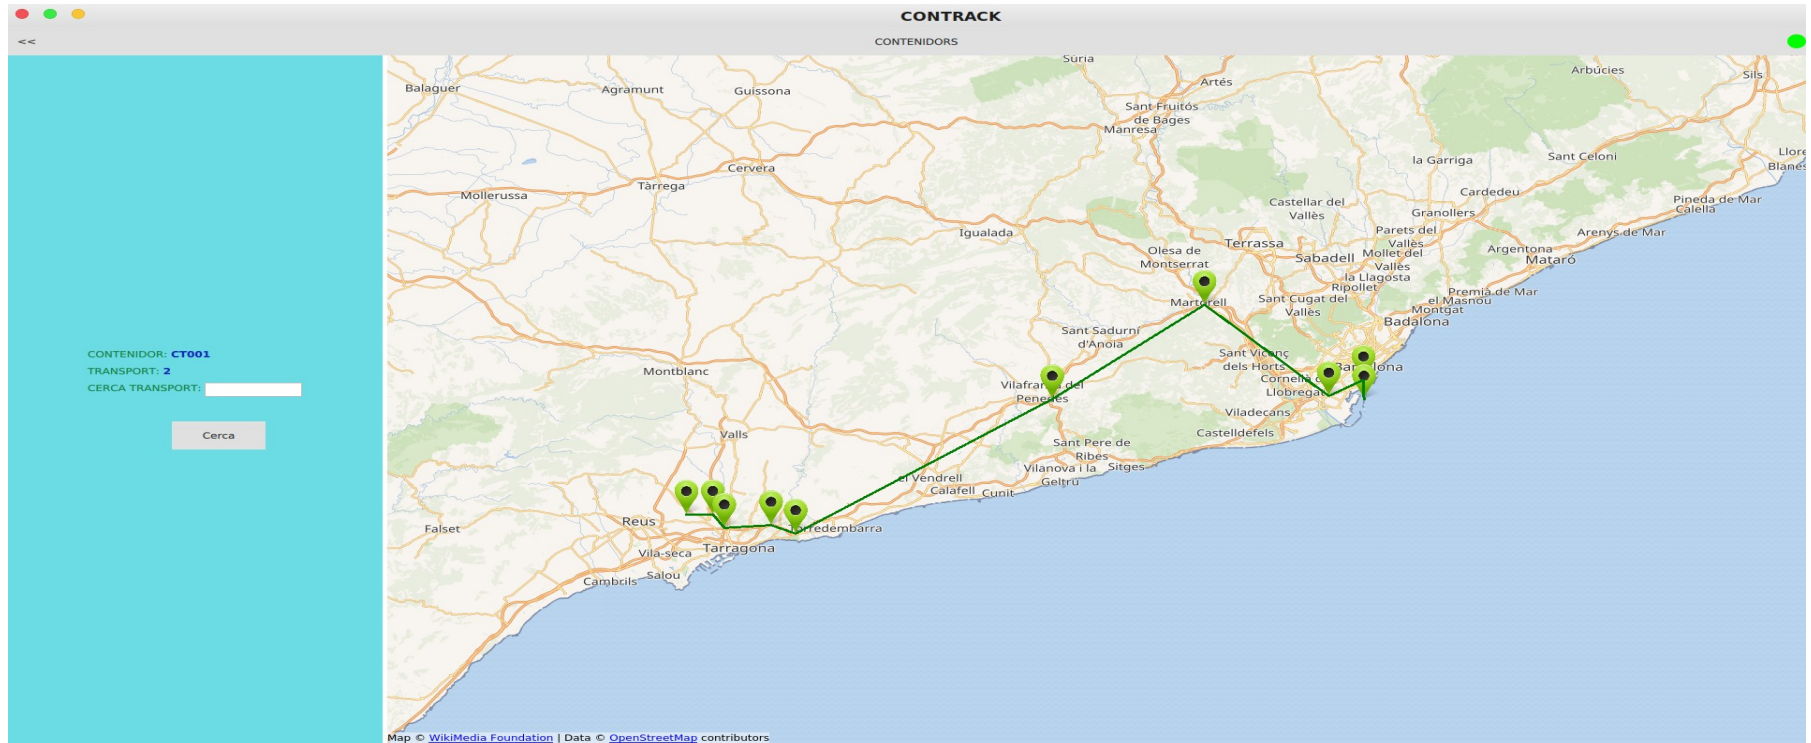 CONTRACK
<<
CONTENIDORS
CONTENIDOR: CT001
TRANSPORT: 2
CERCA TRANSPORT:
Cerca
Súria
Balaguer
Agramunt
Guissona
Artés
Arbúcies
Sils
Sant Fruitós
de Bages
Manresa
Cervera
la Garriga
Sant Celoni
Blanes
Tàrrega
Mollerussa
Cardedeu
Castellar del
Vallès
Granollers
Pineda de Mar
Calella
Igualada
Terrassa
Parets del
Vallès
Arenys de Mar
Olesa de
Montserrat
Sabadell
Mollet del
Valles
Argentona
Mataró
la Llagosta
Ripollet
Martorell
Sant Cugat del
Vallès
Premià de Mar
el Masnou
Montgat
Badalona
Sant Sadurní
d'Anoia
Sant Vicenç
dels Horts
Montblanc
Llobregat
Viladecans
Castelldefels
Valls
Sant Pere de
Ribes
Vilanova i la
Geltrú
Sitges
el Vendrell
Calafell
Cunit
Reus
Falset
Vila-seca
Tarragona
Salou
Cambrils
Map © WikiMedia Foundation | Data © OpenStreetMap contributors